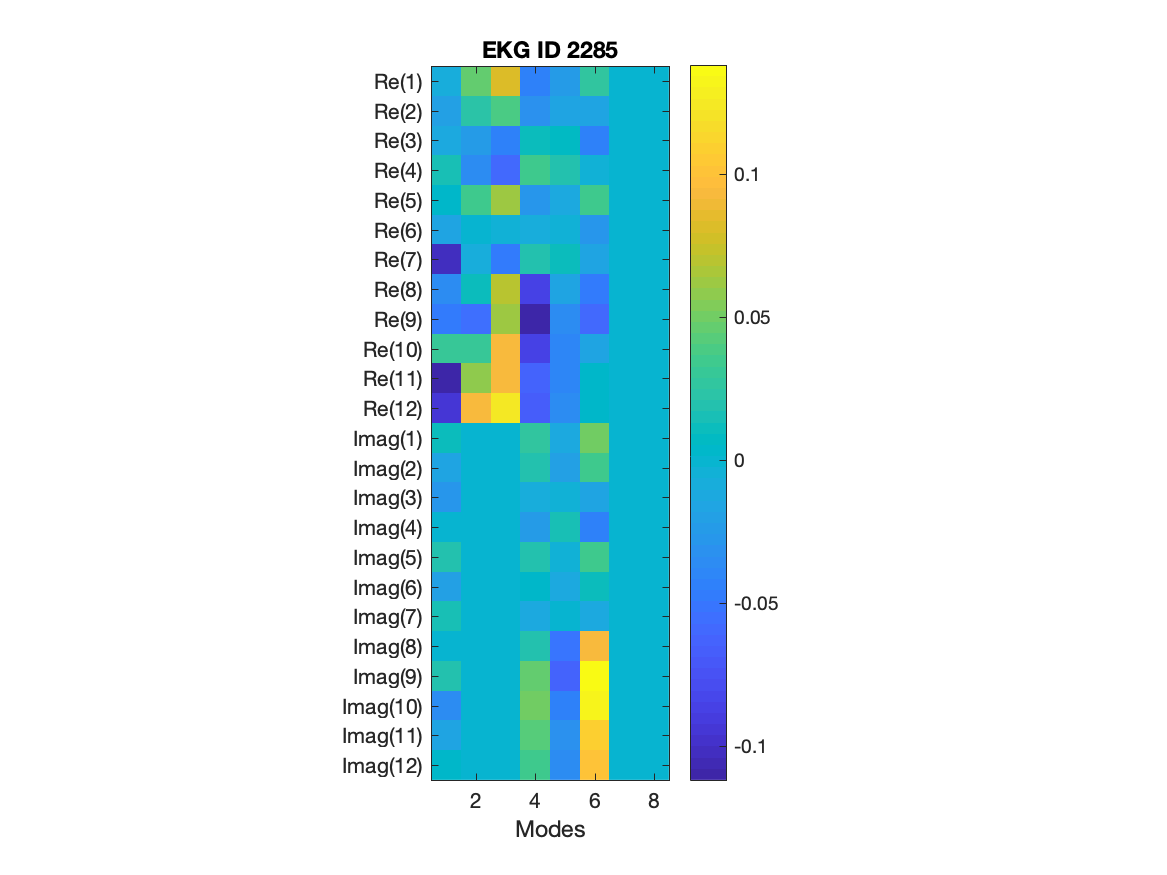 EKG ID 2285
Re(1)
Re(2)
Re(3)
Re(4)
Re(5)
Re(6)
Re(7)
Re(8)
Re(9)
Re(10)
Re(11)
Re(12)
Imag(1)
Imag(2)
Imag(3)
Imag(4)
Imag(5)
Imag(6)
Imag(7)
Imag(8)
Imag(9)
Imag(10)
Imag(11)
Imag(12)
2 4 6 8
Modes
0.1
0.05
0
-0.05
-0.1